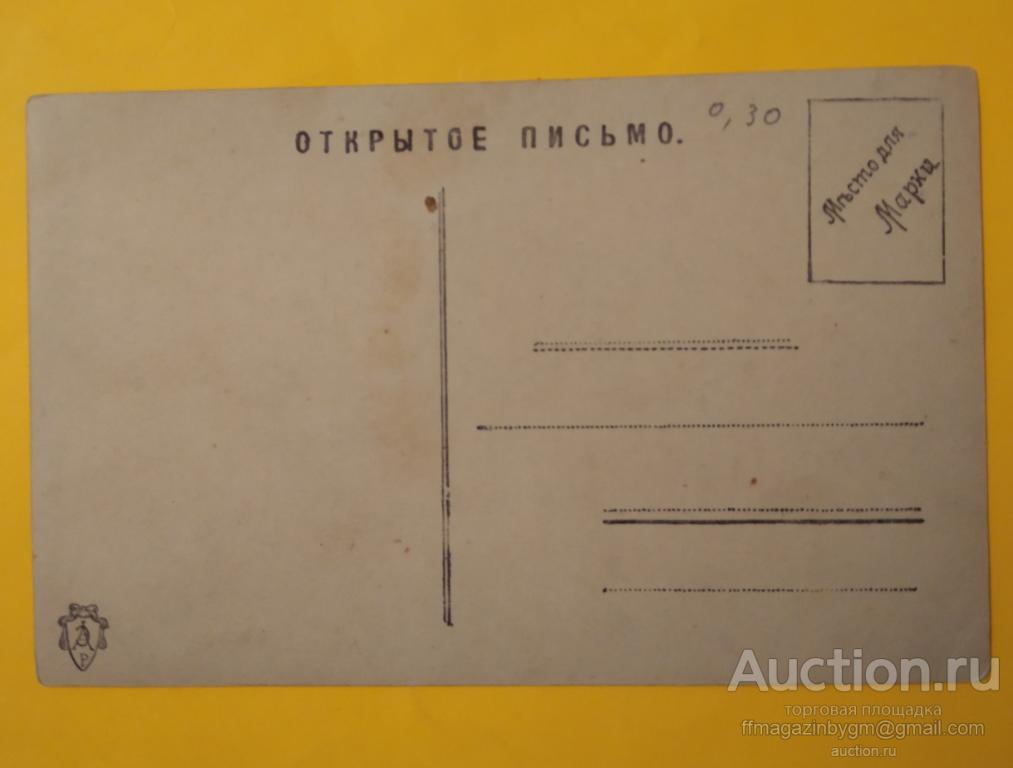 ОТКРЫТОЕ ПИСЬМО.
0,30
Мѣсто для
Марки
Р
Auction.ru
торговая площадка
ffmagazinbygm@gmail.com
auction.ru